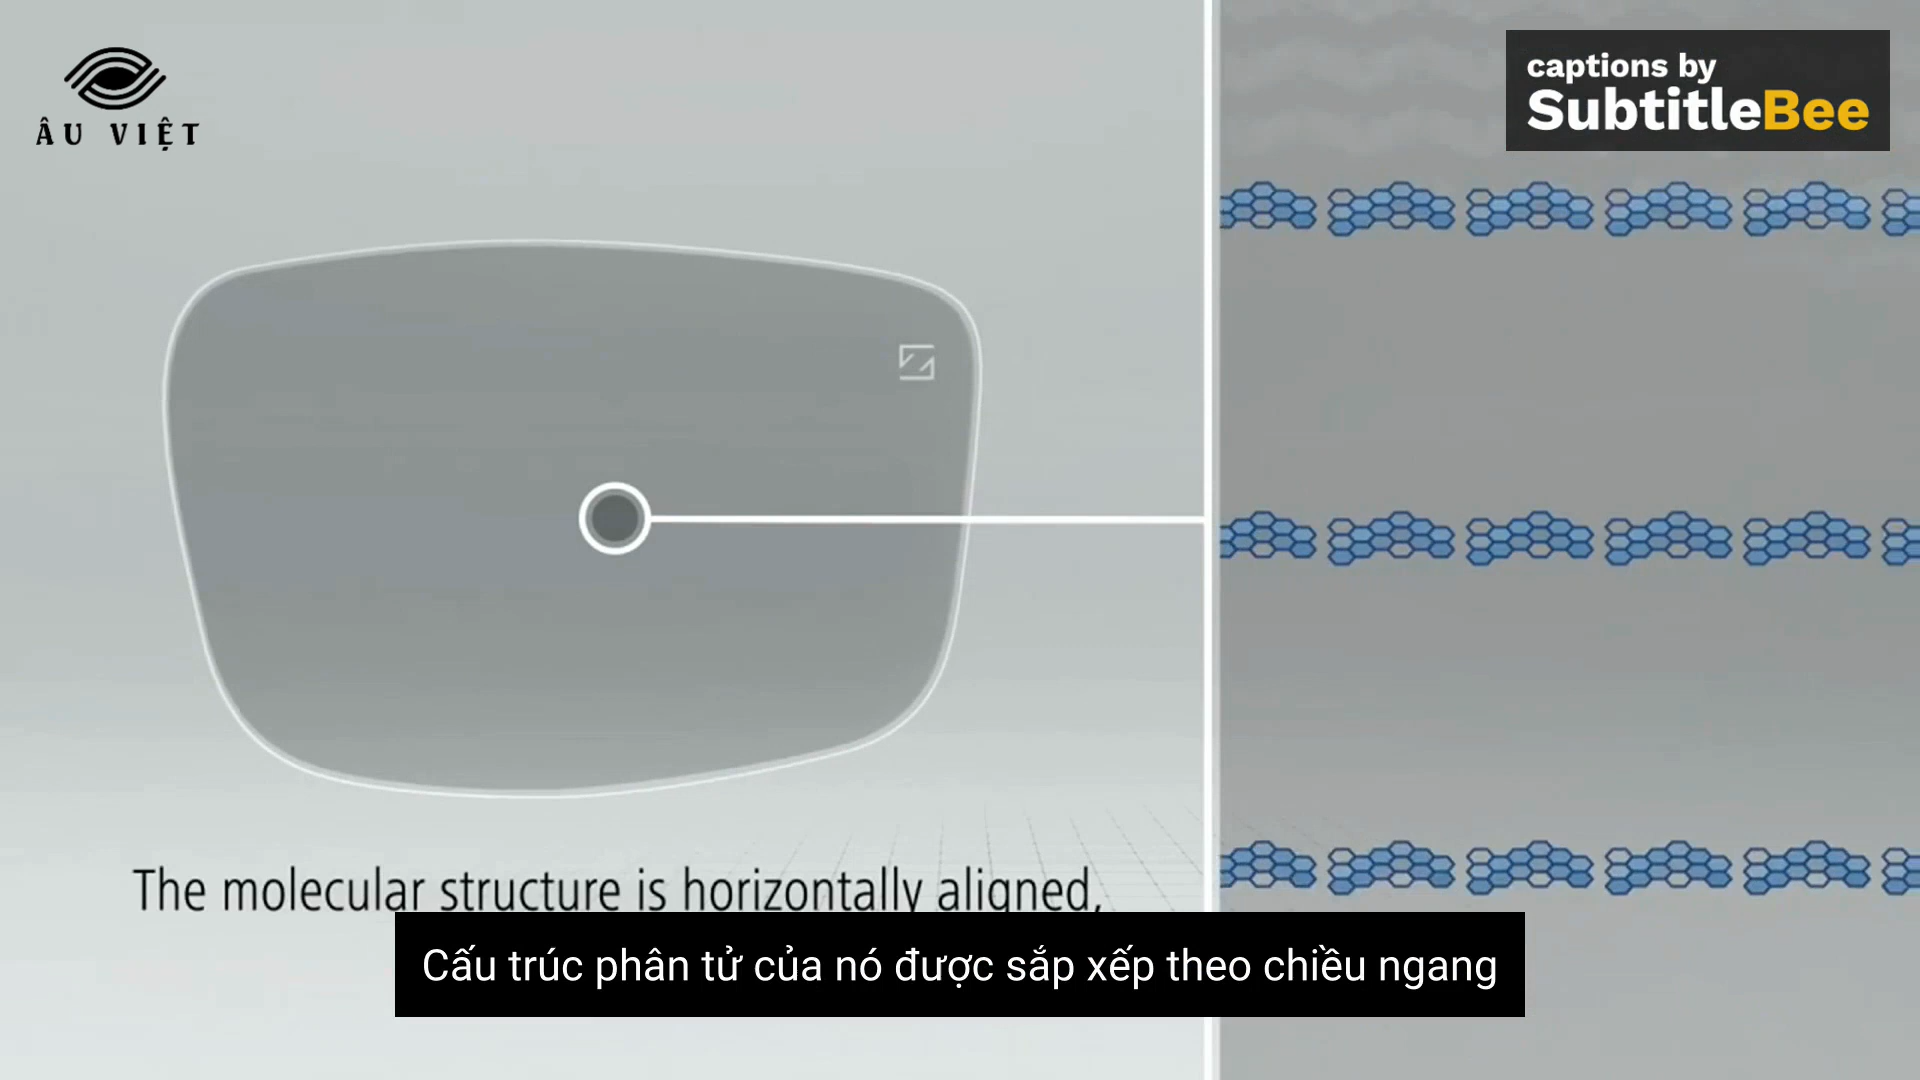 ÂU VIỆT
captions by
SubtitleBee
The molecular structure is horizontally aligned,
Cấu trúc phân tử của nó được sắp xếp theo chiều ngang